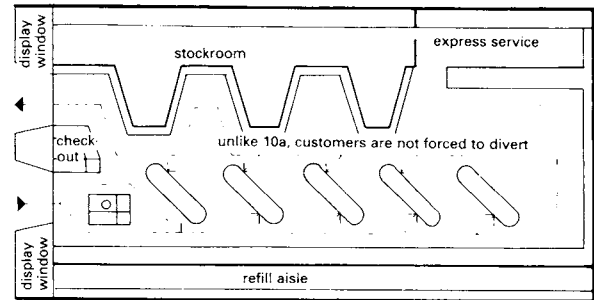 display
window
stockroom
express service
check-
out
unlike 10a, customers are not forced to divert
display
window
refill aisle